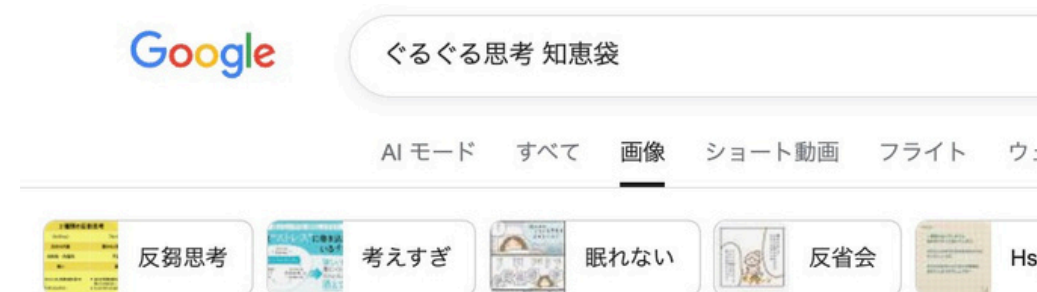 Google
ぐるぐる思考 知恵袋
AI モード すべて 画像 ショート動画 フライト ウェ
反芻思考 考えすぎ 眠れない 反省会 Hs